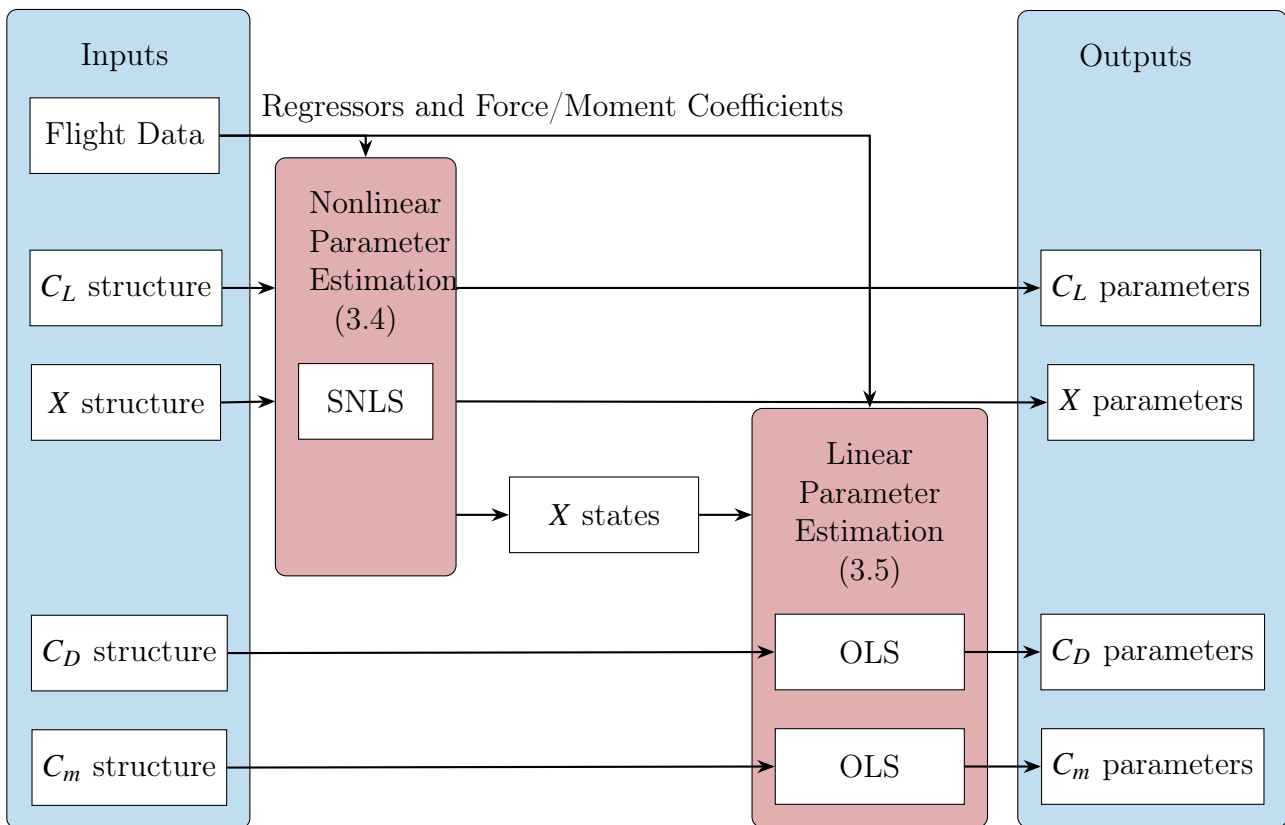 Inputs
Outputs
Regressors and Force/Moment Coefficients
Flight Data
Nonlinear
Parameter
Estimation
(3.4)
C_L structure
C_L parameters
X structure
SNLS
X parameters
Linear
Parameter
Estimation
(3.5)
X states
C_D structure
OLS
C_D parameters
C_m structure
OLS
C_m parameters